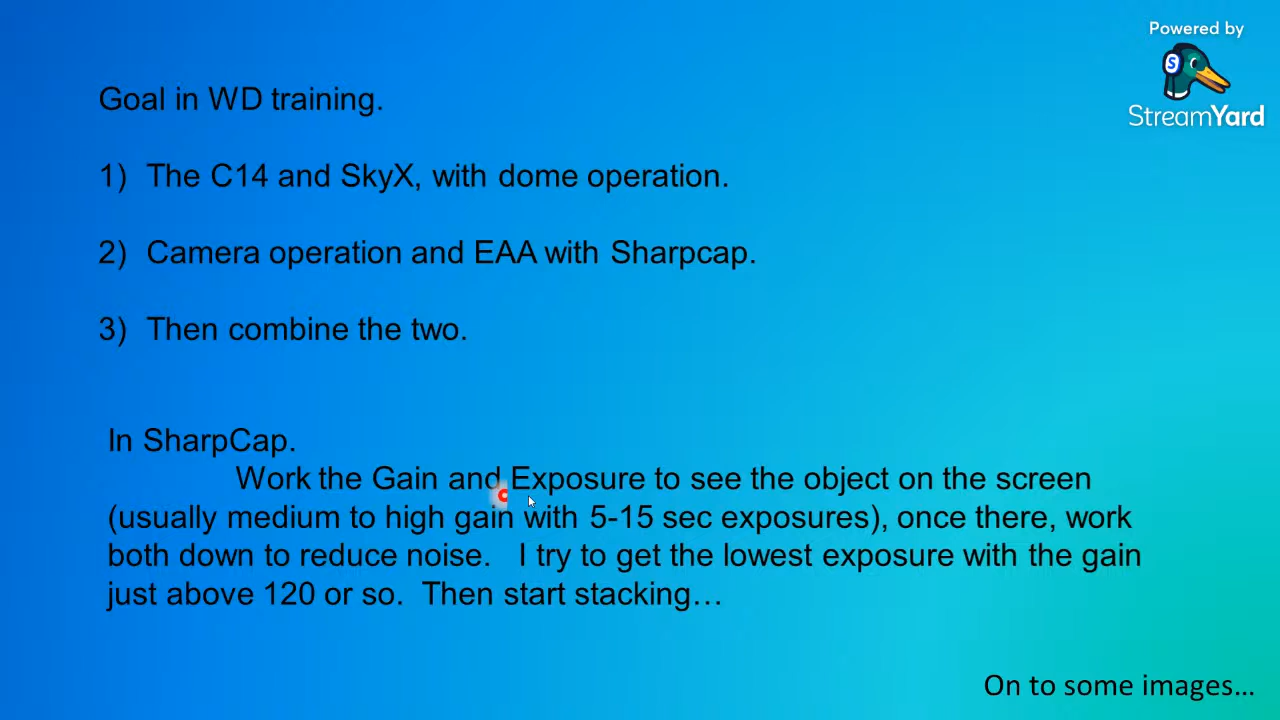 Powered by
StreamYard
Goal in WD training.
1) The C14 and SkyX, with dome operation.
2) Camera operation and EAA with Sharpcap.
3) Then combine the two.
In SharpCap.
Work the Gain and Exposure to see the object on the screen
(usually medium to high gain with 5-15 sec exposures), once there, work
both down to reduce noise. I try to get the lowest exposure with the gain
just above 120 or so. Then start stacking…
On to some images…